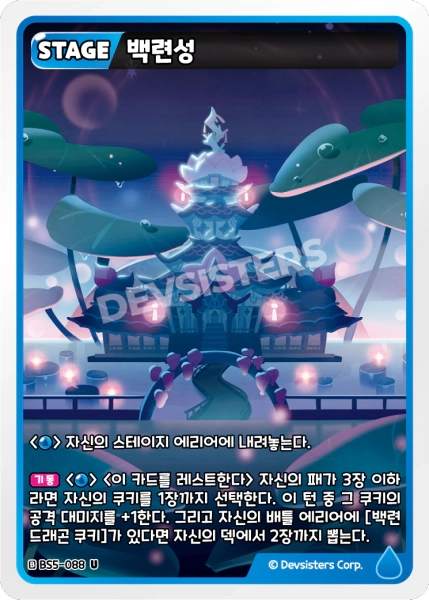 STAGE 백련성
DEVSISTERS
〈💧〉 자신의 스테이지 에리어에 내려놓는다.
기동 〈💧〉 〈이 카드를 레스트한다〉 자신의 패가 3장 이하
라면 자신의 쿠키를 1장까지 선택한다. 이 턴 중 그 쿠키의
공격 대미지를 +1한다. 그리고 자신의 배틀 에리어에 [백련
드래곤 쿠키]가 있다면 자신의 덱에서 2장까지 뽑는다.
B BS5-088 U
© Devsisters Corp.